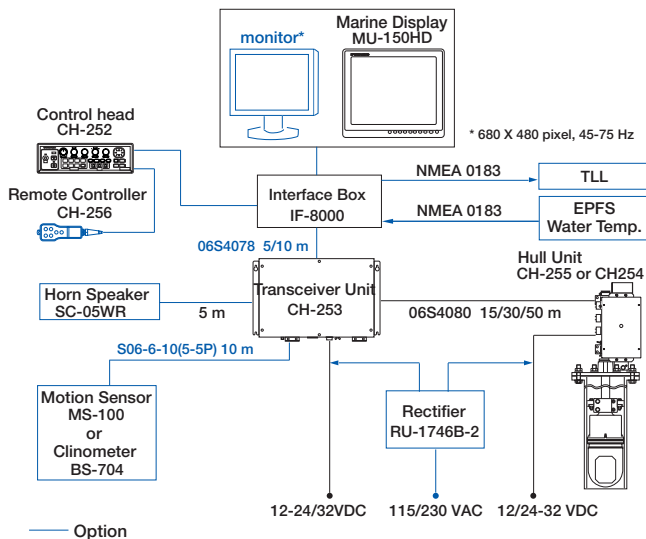 Marine Display
MU-150HD
monitor*
* 680 X 480 pixel, 45-75 Hz
Control head
CH-252
Remote Controller
CH-256
Interface Box
IF-8000
NMEA 0183
TLL
NMEA 0183
EPFS
Water Temp.
06S4078 5/10 m
Hull Unit
CH-255 or CH254
Transceiver Unit
CH-253
Horn Speaker
SC-05WR
5 m
06S4080 15/30/50 m
S06-6-10(5-5P) 10 m
Motion Sensor
MS-100
or
Clinometer
BS-704
Rectifier
RU-1746B-2
12-24/32VDC
115/230 VAC
12/24-32 VDC
Option